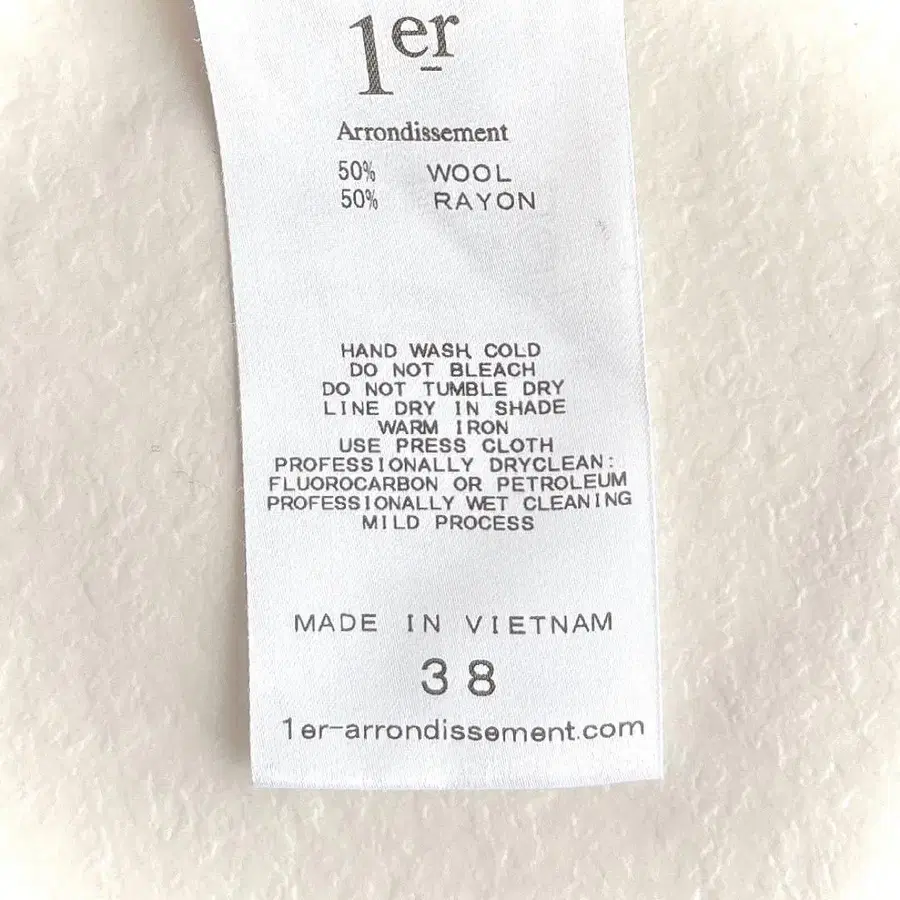 1er
Arrondissement
50% WOOL
50% RAYON
HAND WASH COLD
DO NOT BLEACH
DO NOT TUMBLE DRY
LINE DRY IN SHADE
WARM IRON
USE PRESS CLOTH
PROFESSIONALLY DRYCLEAN:
FLUOROCARBON OR PETROLEUM
PROFESSIONALLY WET CLEANING
MILD PROCESS
MADE IN VIETNAM
38
1er-arrondissement.com